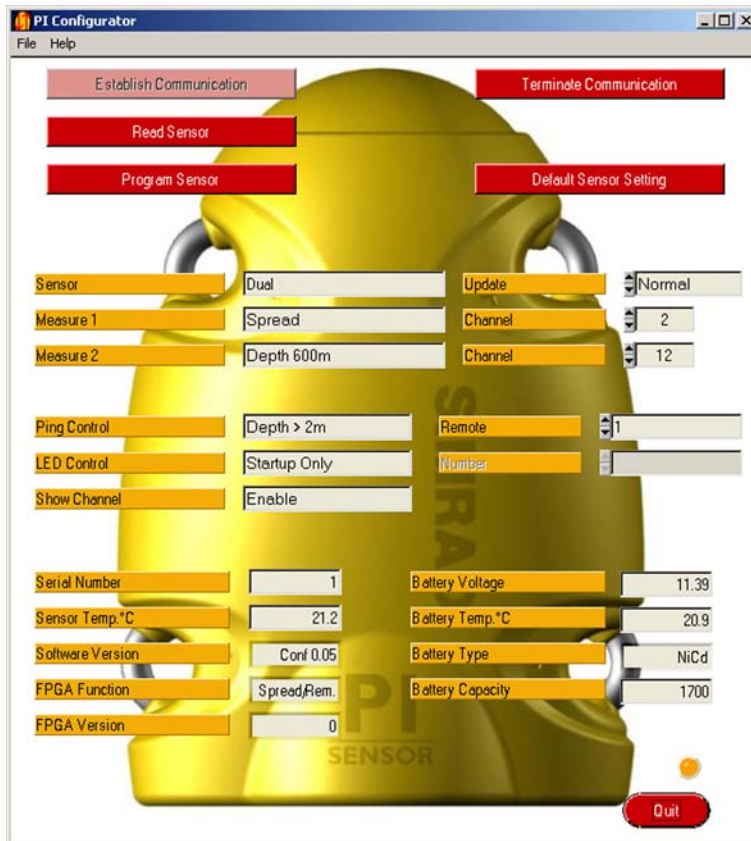 PI Configurator
File Help
Establish Communication
Terminate Communication
Read Sensor
Program Sensor
Default Sensor Setting
Sensor Dual Update Normal
Measure 1 Spread Channel 2
Measure 2 Depth 600m Channel 12
Ping Control Depth > 2m Remote 1
LED Control Startup Only Number
Show Channel Enable
Serial Number 1 Battery Voltage 11.39
Sensor Temp.°C 21.2 Battery Temp.°C 20.9
Software Version Conf 0.05 Battery Type NiCd
FPGA Function Spread/Rem. Battery Capacity 1700
FPGA Version 0
PI
SENSOR
Quit